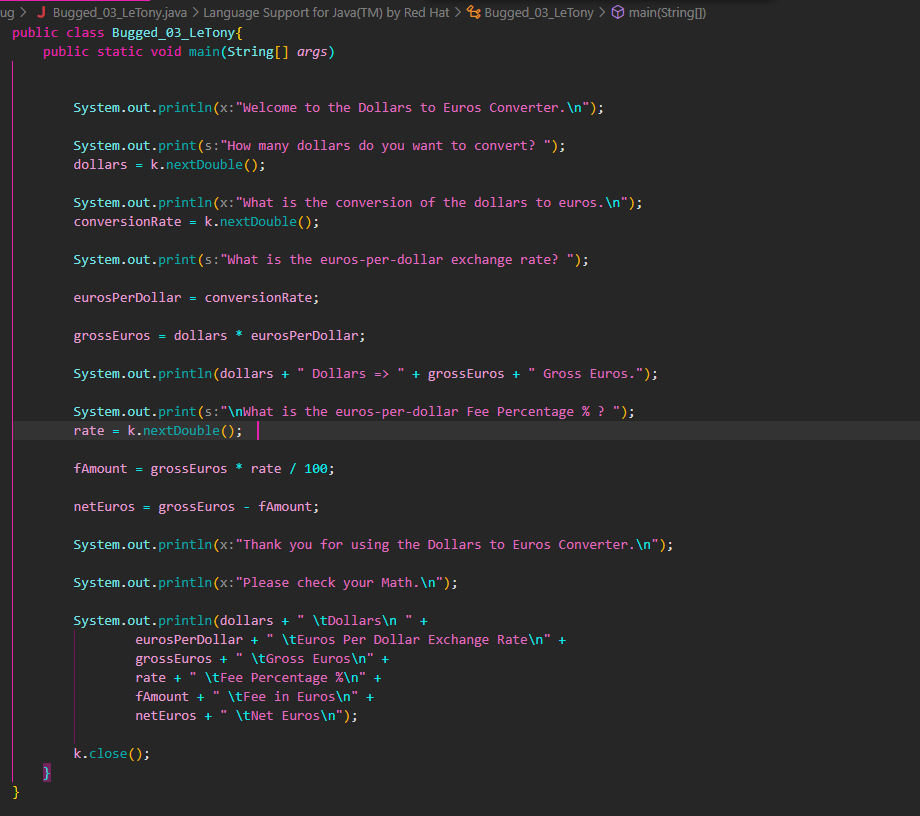 ug > J Bugged_03_LeTony.java > Language Support for Java(TM) by Red Hat > Bugged_03_LeTony > main(String[])
public class Bugged_03_LeTony{
public static void main(String[] args)
System.out.println(x:"Welcome to the Dollars to Euros Converter.\n");
System.out.print(s:"How many dollars do you want to convert? ");
dollars = k.nextDouble();
System.out.println(x:"What is the conversion of the dollars to euros.\n");
conversionRate = k.nextDouble();
System.out.print(s:"What is the euros-per-dollar exchange rate? ");
eurosPerDollar = conversionRate;
grossEuros = dollars * eurosPerDollar;
System.out.println(dollars + " Dollars => " + grossEuros + " Gross Euros.");
System.out.print(s:"\nWhat is the euros-per-dollar Fee Percentage % ? ");
rate = k.nextDouble();
fAmount = grossEuros * rate / 100;
netEuros = grossEuros - fAmount;
System.out.println(x:"Thank you for using the Dollars to Euros Converter.\n");
System.out.println(x:"Please check your Math.\n");
System.out.println(dollars + " \tDollars\n " +
eurosPerDollar + " \tEuros Per Dollar Exchange Rate\n" +
grossEuros + " \tGross Euros\n" +
rate + " \tFee Percentage %\n" +
fAmount + " \tFee in Euros\n" +
netEuros + " \tNet Euros\n");
k.close();
}
}